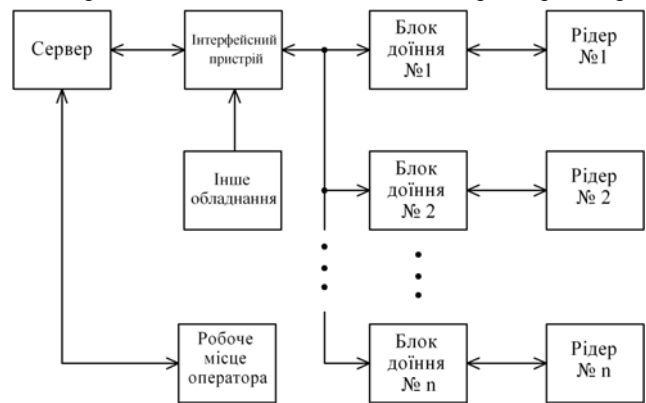 Сервер
Інтерфейсний
пристрій
Блок
доїння
№1
Рідер
№1
Інше
обладнання
Блок
доїння
№ 2
Рідер
№ 2
Робоче
місце
оператора
Блок
доїння
№ n
Рідер
№ n